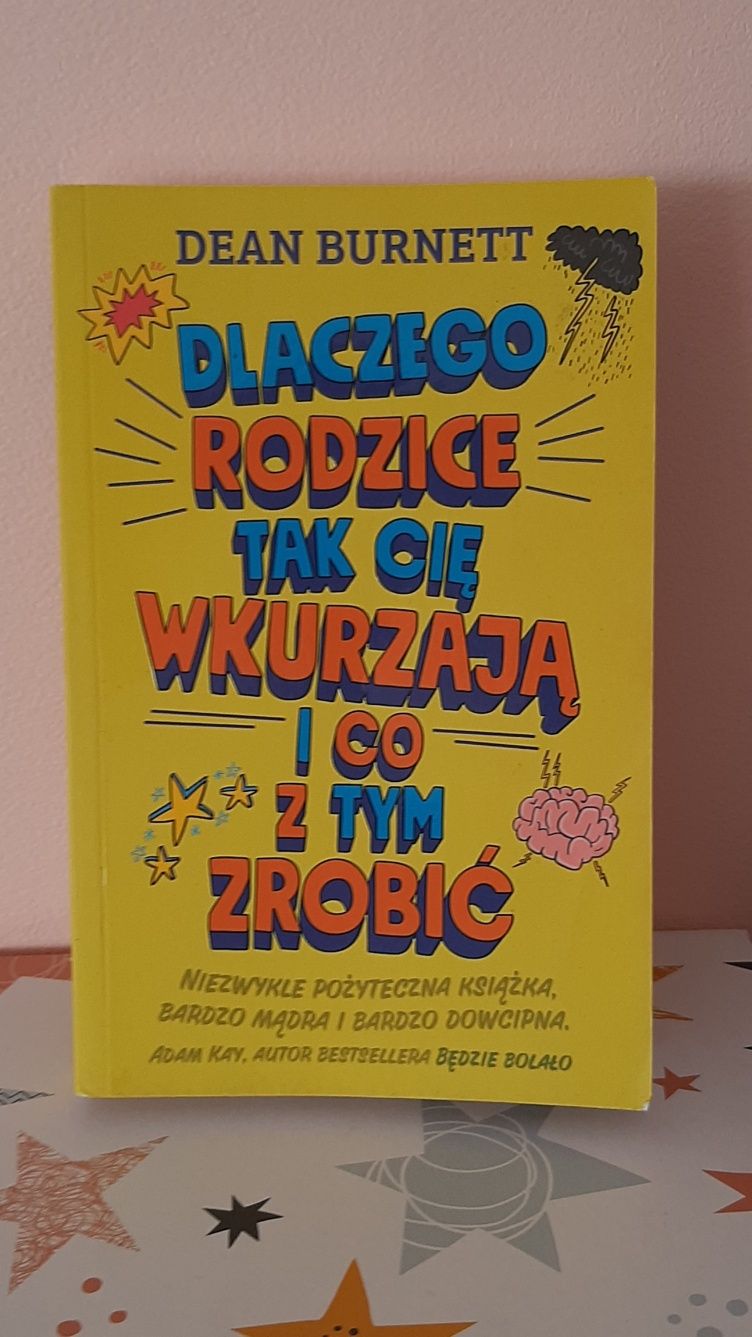 DEAN BURNETT
DLACZEGO
RODZICE
TAK CIĘ
WKURZAJĄ
I CO
Z TYM
ZROBIĆ
NIEZWYKLE POŻYTECZNA KSIĄŻKA,
BARDZO MĄDRA I BARDZO DOWCIPNA.
ADAM KAY, AUTOR BESTSELLERA BĘDZIE BOLAŁO